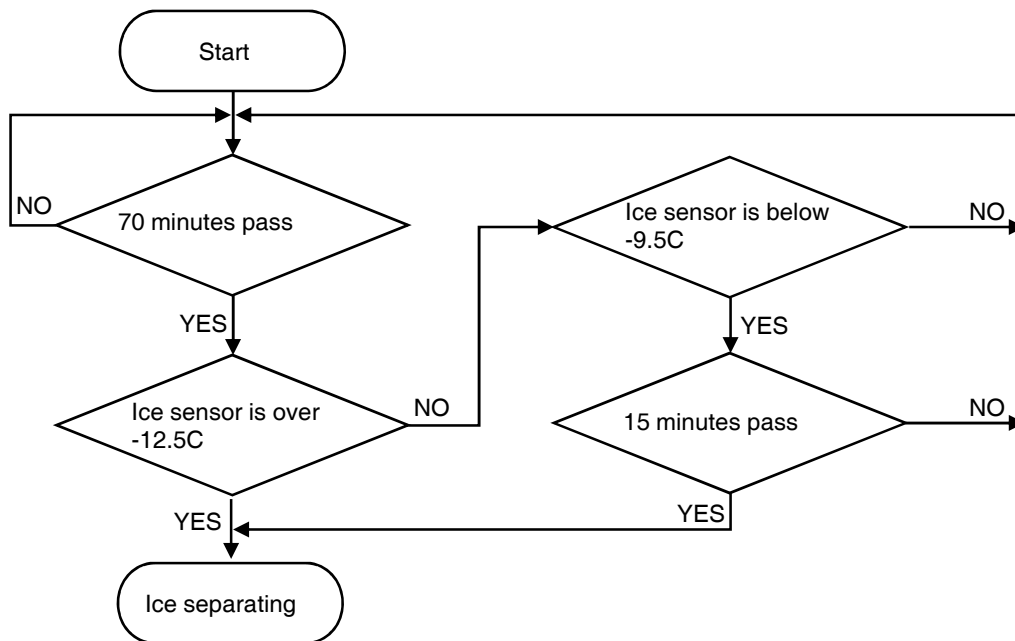 Start
NO
70 minutes pass
YES
Ice sensor is over
-12.5C
NO
YES
Ice separating
Ice sensor is below
-9.5C
NO
YES
15 minutes pass
NO
YES